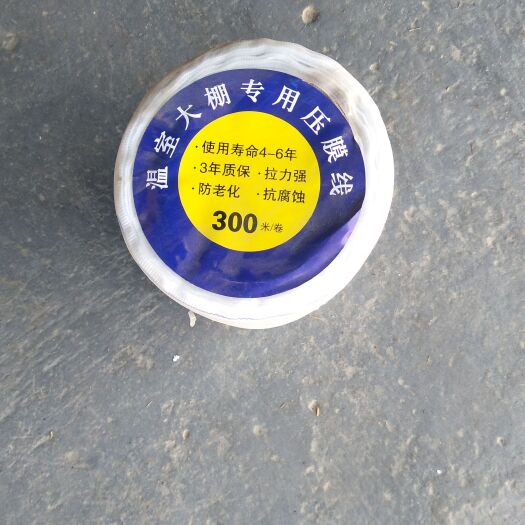 温室大棚专用压膜线
·使用寿命4-6年
·3年质保 ·拉力强
·防老化 ·抗腐蚀
300米/卷